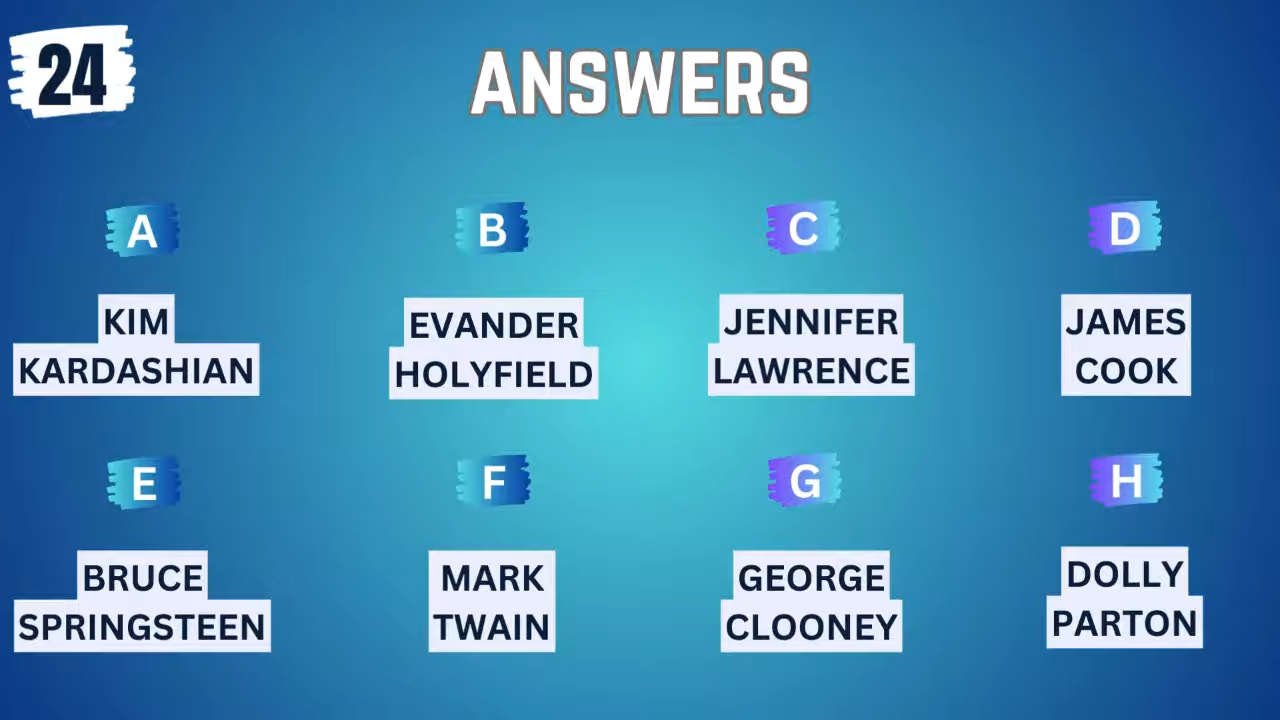 24
ANSWERS
A
B
C
D
KIM
KARDASHIAN
EVANDER
HOLYFIELD
JENNIFER
LAWRENCE
JAMES
COOK
E
F
G
H
BRUCE
SPRINGSTEEN
MARK
TWAIN
GEORGE
CLOONEY
DOLLY
PARTON